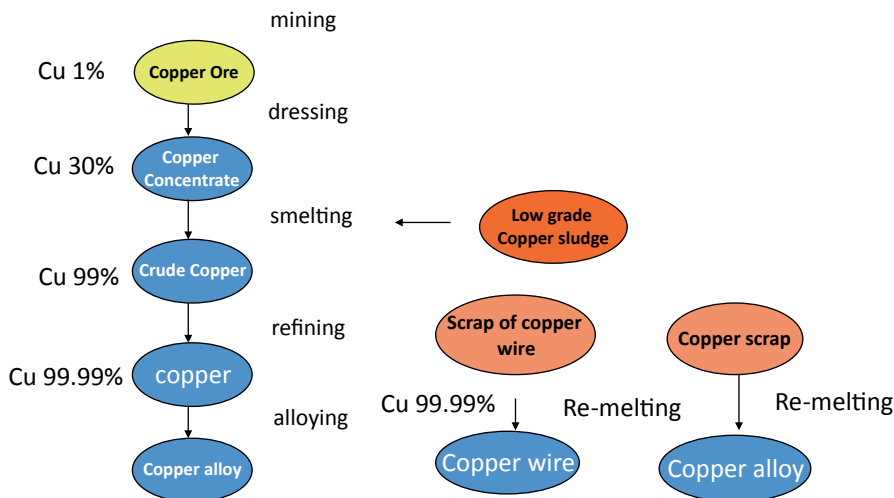 mining
Cu 1%
Copper Ore
dressing
Cu 30%
Copper
Concentrate
smelting
Low grade
Copper sludge
Cu 99%
Crude Copper
refining
Scrap of copper
wire
Copper scrap
Cu 99.99%
copper
alloying
Cu 99.99%
Re-melting
Re-melting
Copper alloy
Copper wire
Copper alloy